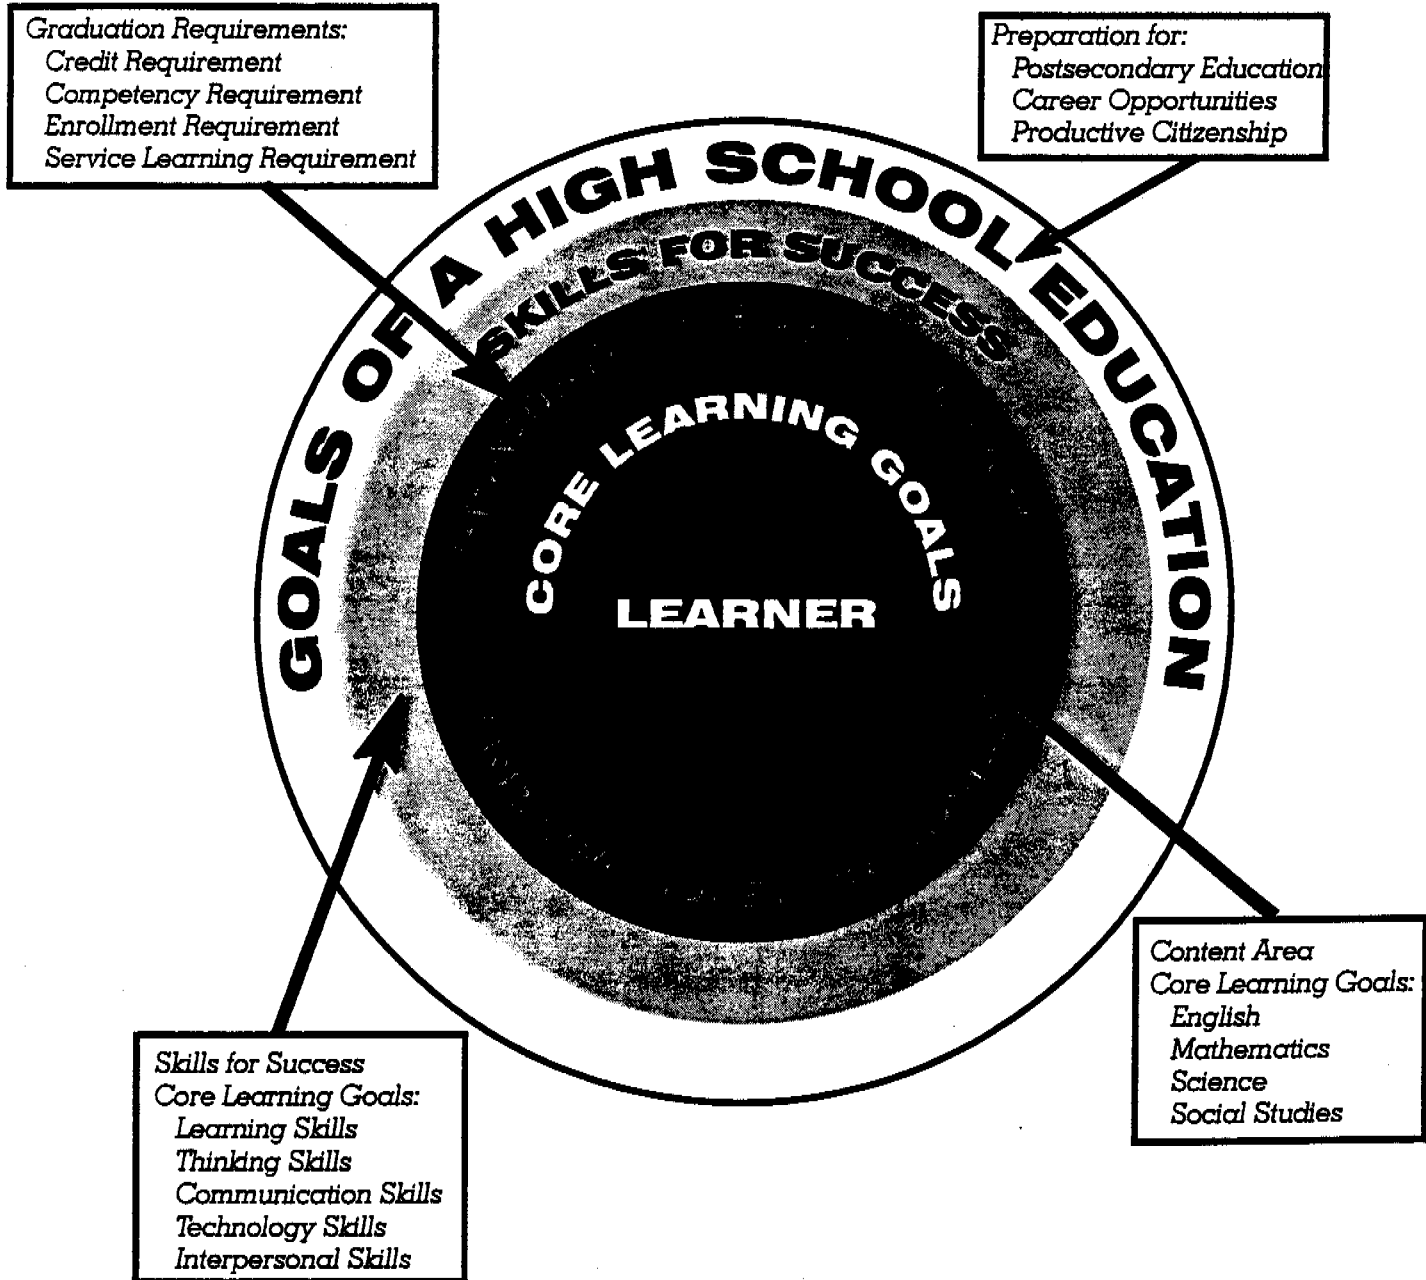 Graduation Requirements:
Credit Requirement
Competency Requirement
Enrollment Requirement
Service Learning Requirement
Preparation for:
Postsecondary Education
Career Opportunities
Productive Citizenship
GOALS OF A HIGH SCHOOL EDUCATION
SKILLS FOR SUCCESS
CORE LEARNING GOALS
LEARNER
Content Area
Core Learning Goals:
English
Mathematics
Science
Social Studies
Skills for Success
Core Learning Goals:
Learning Skills
Thinking Skills
Communication Skills
Technology Skills
Interpersonal Skills